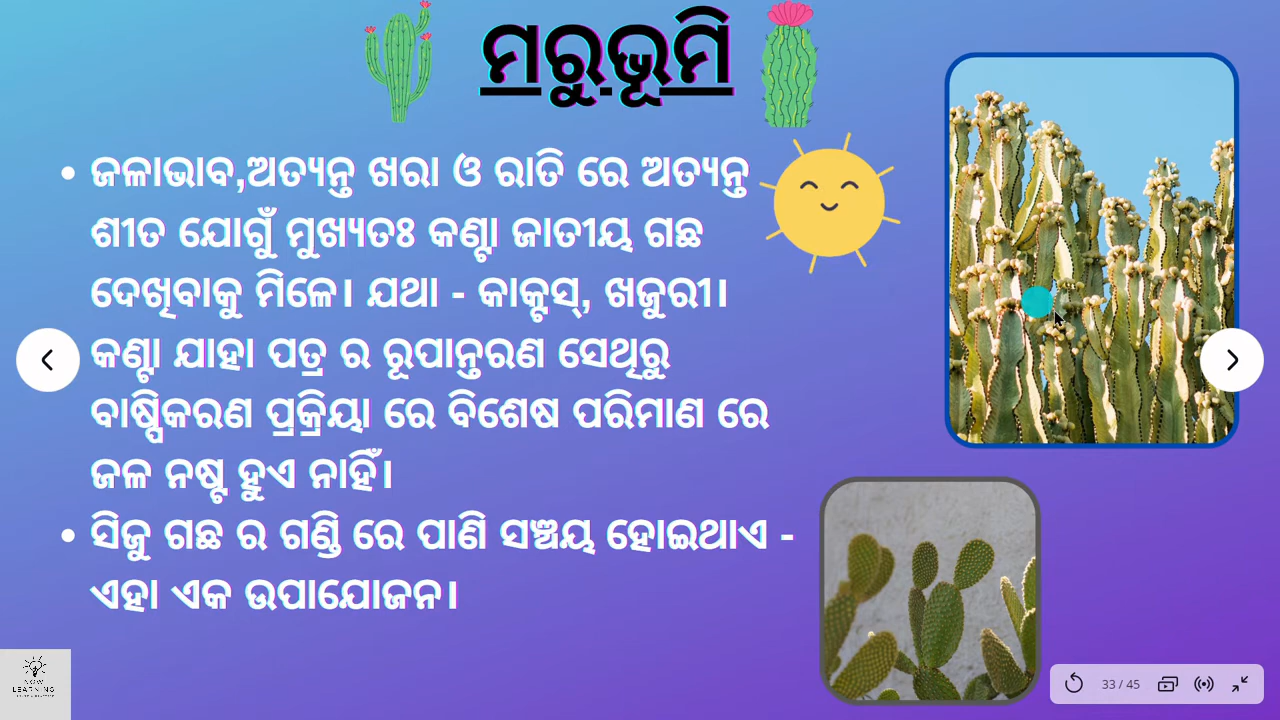 ମରୁଭୂମି
• ଜଳାଭାବ,ଅତ୍ୟନ୍ତ ଖରା ଓ ରାତି ରେ ଅତ୍ୟନ୍ତ
ଶୀତ ଯୋଗୁଁ ମୁଖ୍ୟତଃ କଣ୍ଟା ଜାତୀୟ ଗଛ
ଦେଖିବାକୁ ମିଳେ। ଯଥା - କାକ୍ଟସ୍, ଖଜୁରୀ।
କଣ୍ଟା ଯାହା ପତ୍ର ର ରୂପାନ୍ତରଣ ସେଥିରୁ
ବାଷ୍ପିକରଣ ପ୍ରକ୍ରିୟା ରେ ବିଶେଷ ପରିମାଣ ରେ
ଜଳ ନଷ୍ଟ ହୁଏ ନାହିଁ।
• ସିଜୁ ଗଛ ର ଗଣ୍ଡି ରେ ପାଣି ସଞ୍ଚୟ ହୋଇଥାଏ -
ଏହା ଏକ ଉପାଯୋଜନ।
LEARNING
33 / 45